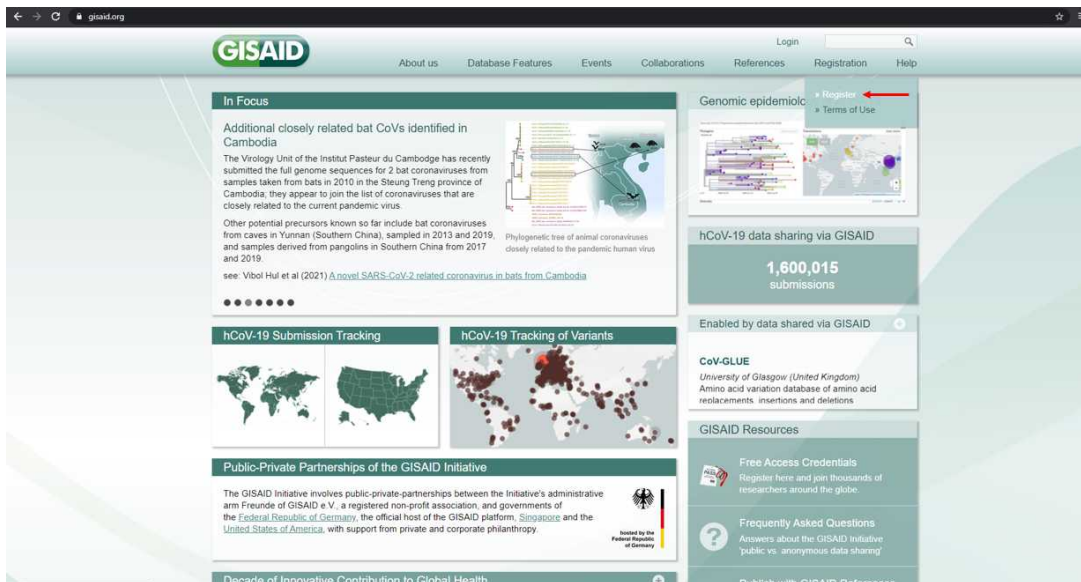 gisaid.org
GISAID
Login
About us Database Features Events Collaborations References Registration Help
» Register
» Terms of Use
In Focus
Additional closely related bat CoVs identified in
Cambodia
The Virology Unit of the Institut Pasteur du Cambodge has recently
submitted the full genome sequences for 2 bat coronaviruses from
samples taken from bats in 2010 in the Steung Treng province of
Cambodia; they appear to join the list of coronaviruses that are
closely related to the current pandemic virus.
Other potential precursors known so far include bat coronaviruses
from caves in Yunnan (Southern China), sampled in 2013 and 2019,
and samples derived from pangolins in Southern China from 2017
and 2019.
Phylogenetic tree of animal coronaviruses
closely related to the pandemic human virus
see: Vibol Hul et al (2021) A novel SARS-CoV-2 related coronavirus in bats from Cambodia
Genomic epidemiolo
hCoV-19 data sharing via GISAID
1,600,015
submissions
hCoV-19 Submission Tracking
hCoV-19 Tracking of Variants
Enabled by data shared via GISAID
CoV-GLUE
University of Glasgow (United Kingdom)
Amino acid variation database of amino acid
replacements, insertions and deletions
Public-Private Partnerships of the GISAID Initiative
The GISAID Initiative involves public-private-partnerships between the Initiative's administrative
arm Freunde of GISAID e.V., a registered non-profit association, and governments of
the Federal Republic of Germany, the official host of the GISAID platform, Singapore and the
United States of America, with support from private and corporate philanthropy.
hosted by the
Federal Republic
of Germany
GISAID Resources
Free Access Credentials
Register here and join thousands of
researchers around the globe.
Frequently Asked Questions
Answers about the GISAID Initiative
'public vs. anonymous data sharing'
Publish with GISAID References
Decade of Innovative Contribution to Global Health